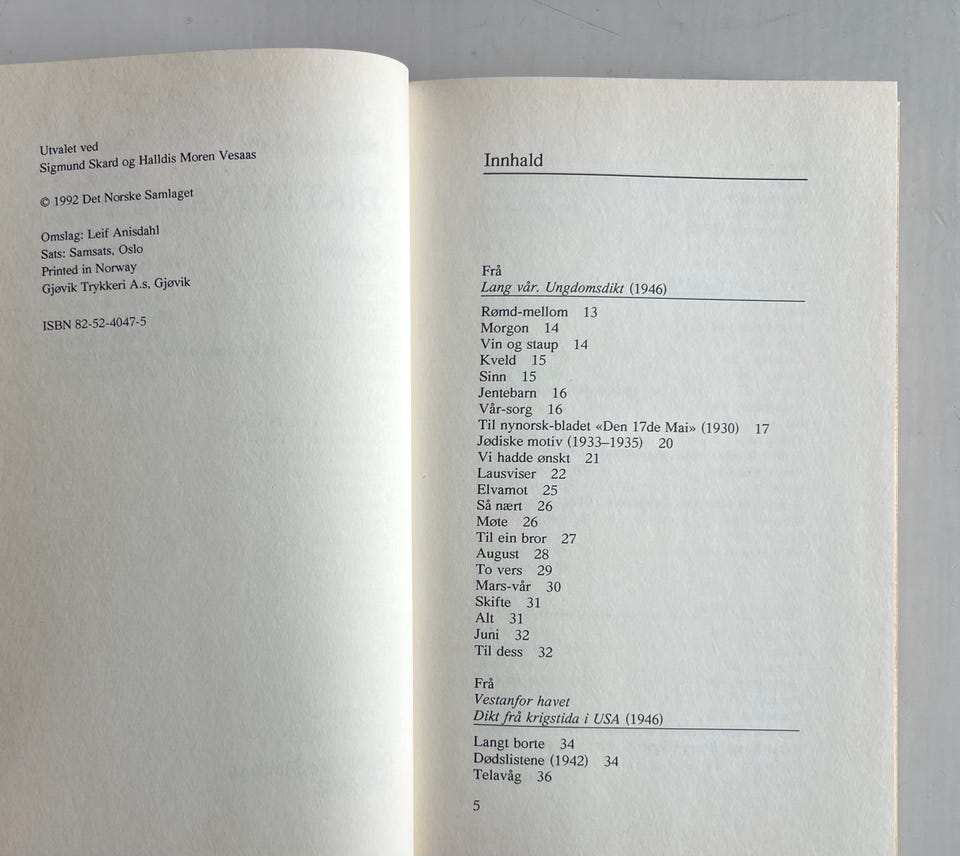 Utvalet ved
Sigmund Skard og Halldis Moren Vesaas
© 1992 Det Norske Samlaget
Omslag: Leif Anisdahl
Sats: Samsats, Oslo
Printed in Norway
Gjøvik Trykkeri A.s, Gjøvik
ISBN 82-52-4047-5
Innhald
Frå
Lang vår. Ungdomsdikt (1946)
Rømd-mellom 13
Morgon 14
Vin og staup 14
Kveld 15
Sinn 15
Jentebarn 16
Vår-sorg 16
Til nynorsk-bladet «Den 17de Mai» (1930) 17
Jødiske motiv (1933–1935) 20
Vi hadde ønskt 21
Lausviser 22
Elvamot 25
Så nært 26
Møte 26
Til ein bror 27
August 28
To vers 29
Mars-vår 30
Skifte 31
Alt 31
Juni 32
Til dess 32
Frå
Vestanfor havet
Dikt frå krigstida i USA (1946)
Langt borte 34
Dødslistene (1942) 34
Telavåg 36
5